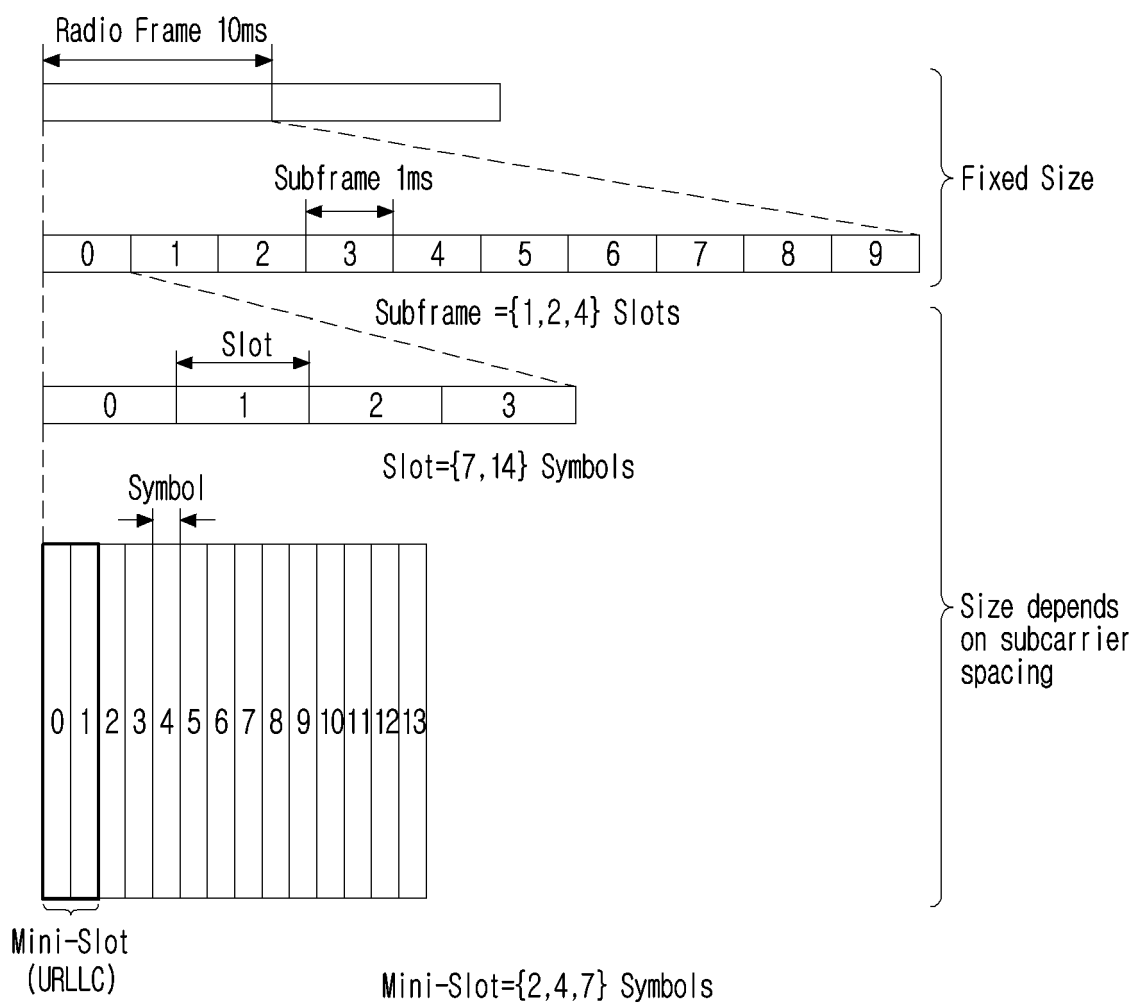 Radio Frame 10ms
Subframe 1ms
Fixed Size
0 1 2 3 4 5 6 7 8 9
Subframe ={1,2,4} Slots
Slot
0 1 2 3
Slot={7,14} Symbols
Symbol
Size depends
on subcarrier
spacing
0 1 2 3 4 5 6 7 8 9 10 11 12 13
Mini-Slot
(URLLC)
Mini-Slot={2,4,7} Symbols